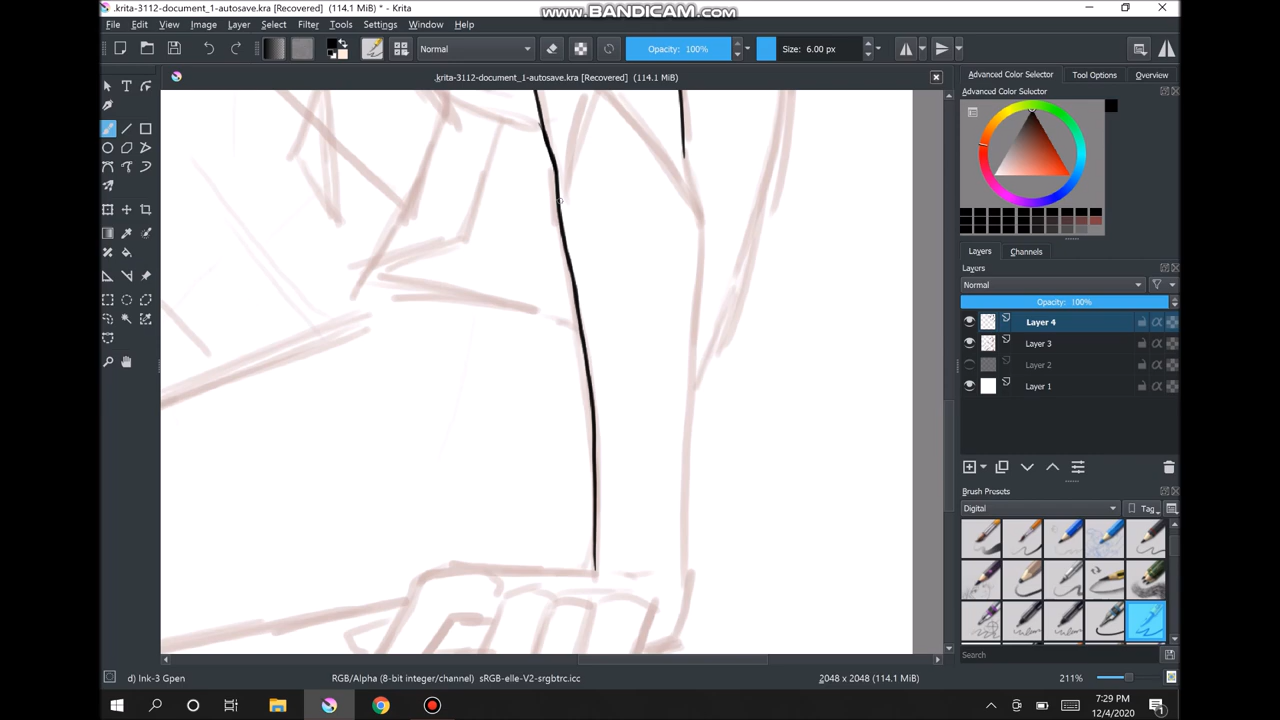 .krita-3112-document_1-autosave.kra [Recovered] (114.1 MiB) * - Krita
www.BANDICAM.com
File Edit View Image Layer Select Filter Tools Settings Window Help
Normal Opacity: 100% Size: 6.00 px
.krita-3112-document_1-autosave.kra [Recovered] (114.1 MiB)
Advanced Color Selector Tool Options Overview
Advanced Color Selector
Layers Channels
Layers
Normal
Opacity: 100%
Layer 4
Layer 3
Layer 2
Layer 1
Brush Presets
Digital Tag
Search
d) Ink-3 Gpen RGB/Alpha (8-bit integer/channel) sRGB-elle-V2-srgbtrc.icc 2048 x 2048 (114.1 MiB) 211%
7:29 PM
12/4/2020
1